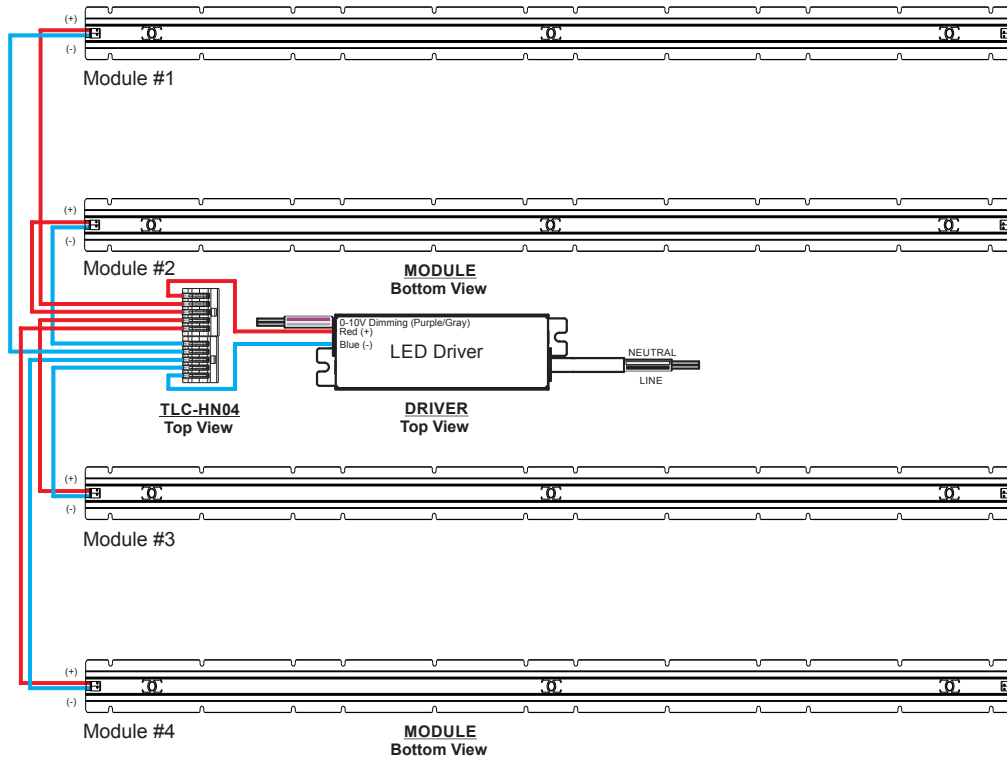 (+)
(-)
Module #1
(+)
(-)
Module #2
MODULE
Bottom View
0-10V Dimming (Purple/Gray)
Red (+)
Blue (-)
LED Driver
NEUTRAL
LINE
TLC-HN04
Top View
DRIVER
Top View
(+)
(-)
Module #3
(+)
(-)
Module #4
MODULE
Bottom View